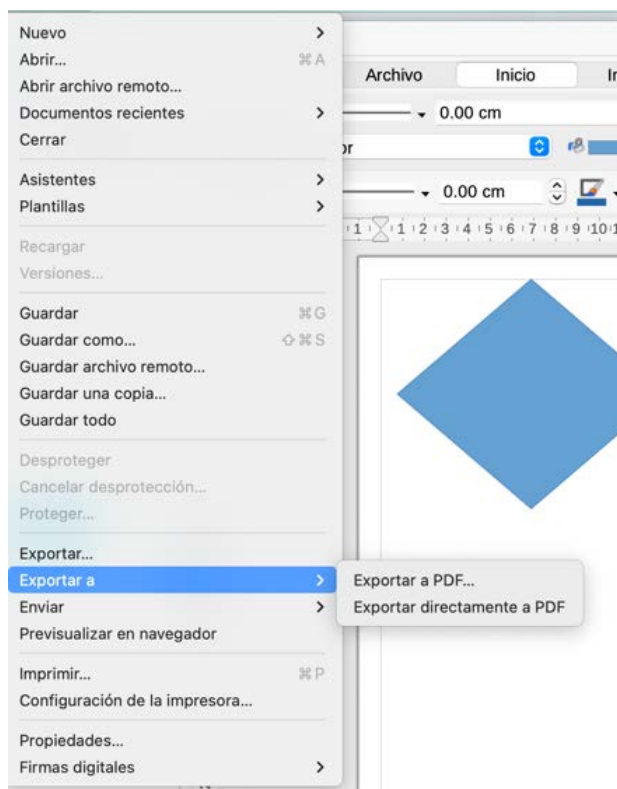 Nuevo
Abrir... ⌘A
Abrir archivo remoto...
Documentos recientes
Cerrar
Asistentes
Plantillas
Recargar
Versiones...
Guardar ⌘G
Guardar como... ⇧⌘S
Guardar archivo remoto...
Guardar una copia...
Guardar todo
Desproteger
Cancelar desprotección...
Proteger...
Exportar...
Exportar a
Enviar
Previsualizar en navegador
Imprimir... ⌘P
Configuración de la impresora...
Propiedades...
Firmas digitales
Exportar a PDF...
Exportar directamente a PDF
Archivo Inicio
0.00 cm
0.00 cm
1 1 2 3 4 5 6 7 8 9 10